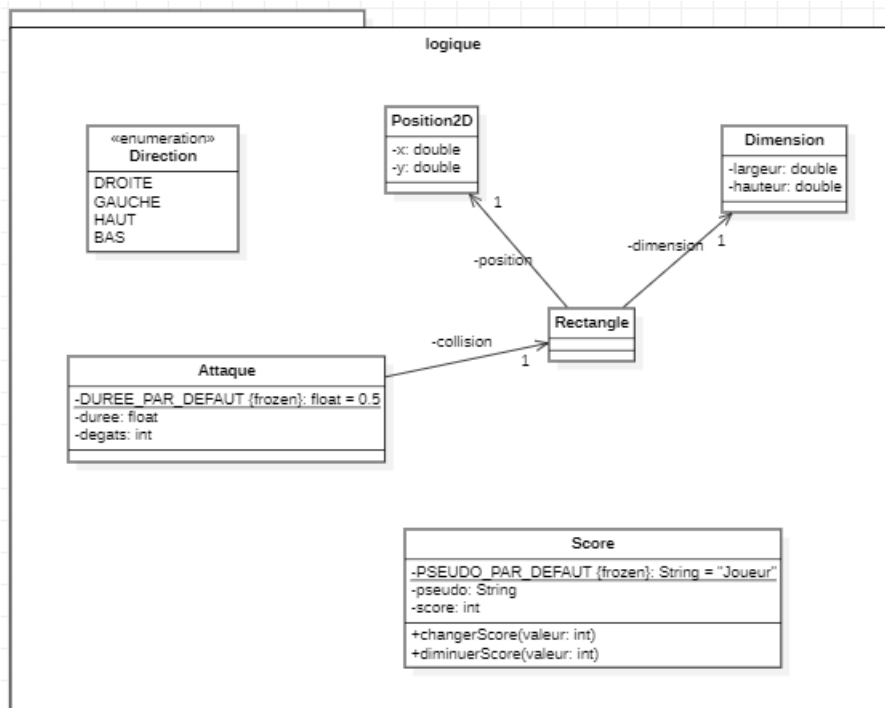 logique
«enumeration»
Direction
DROITE
GAUCHE
HAUT
BAS
Position2D
-x: double
-y: double
Dimension
-largeur: double
-hauteur: double
1
-position
-dimension
1
Rectangle
-collision
1
Attaque
-DUREE_PAR_DEFAUT {frozen}: float = 0.5
-duree: float
-degats: int
Score
-PSEUDO_PAR_DEFAUT {frozen}: String = "Joueur"
-pseudo: String
-score: int
+changerScore(valeur: int)
+diminuerScore(valeur: int)